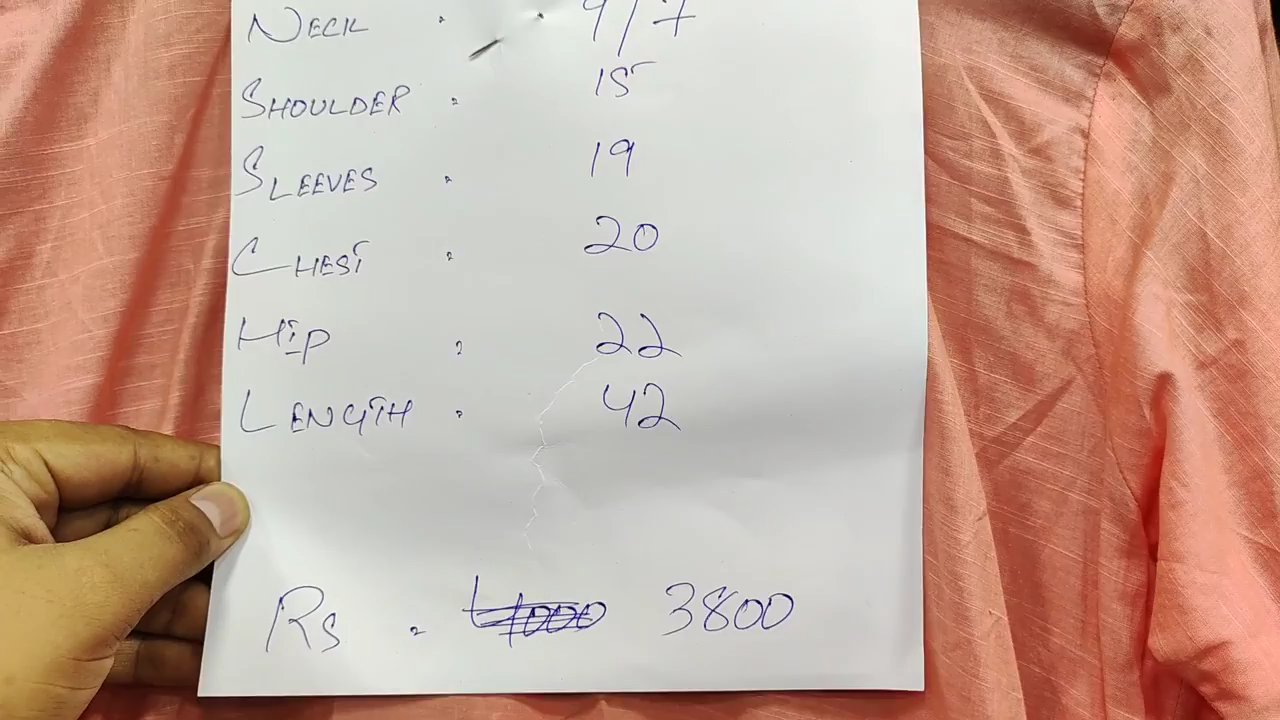 NECK : 9/7
SHOULDER : 15
SLEEVES : 19
CHEST : 20
HIP : 22
LENGTH : 42
RS : 4000 3800